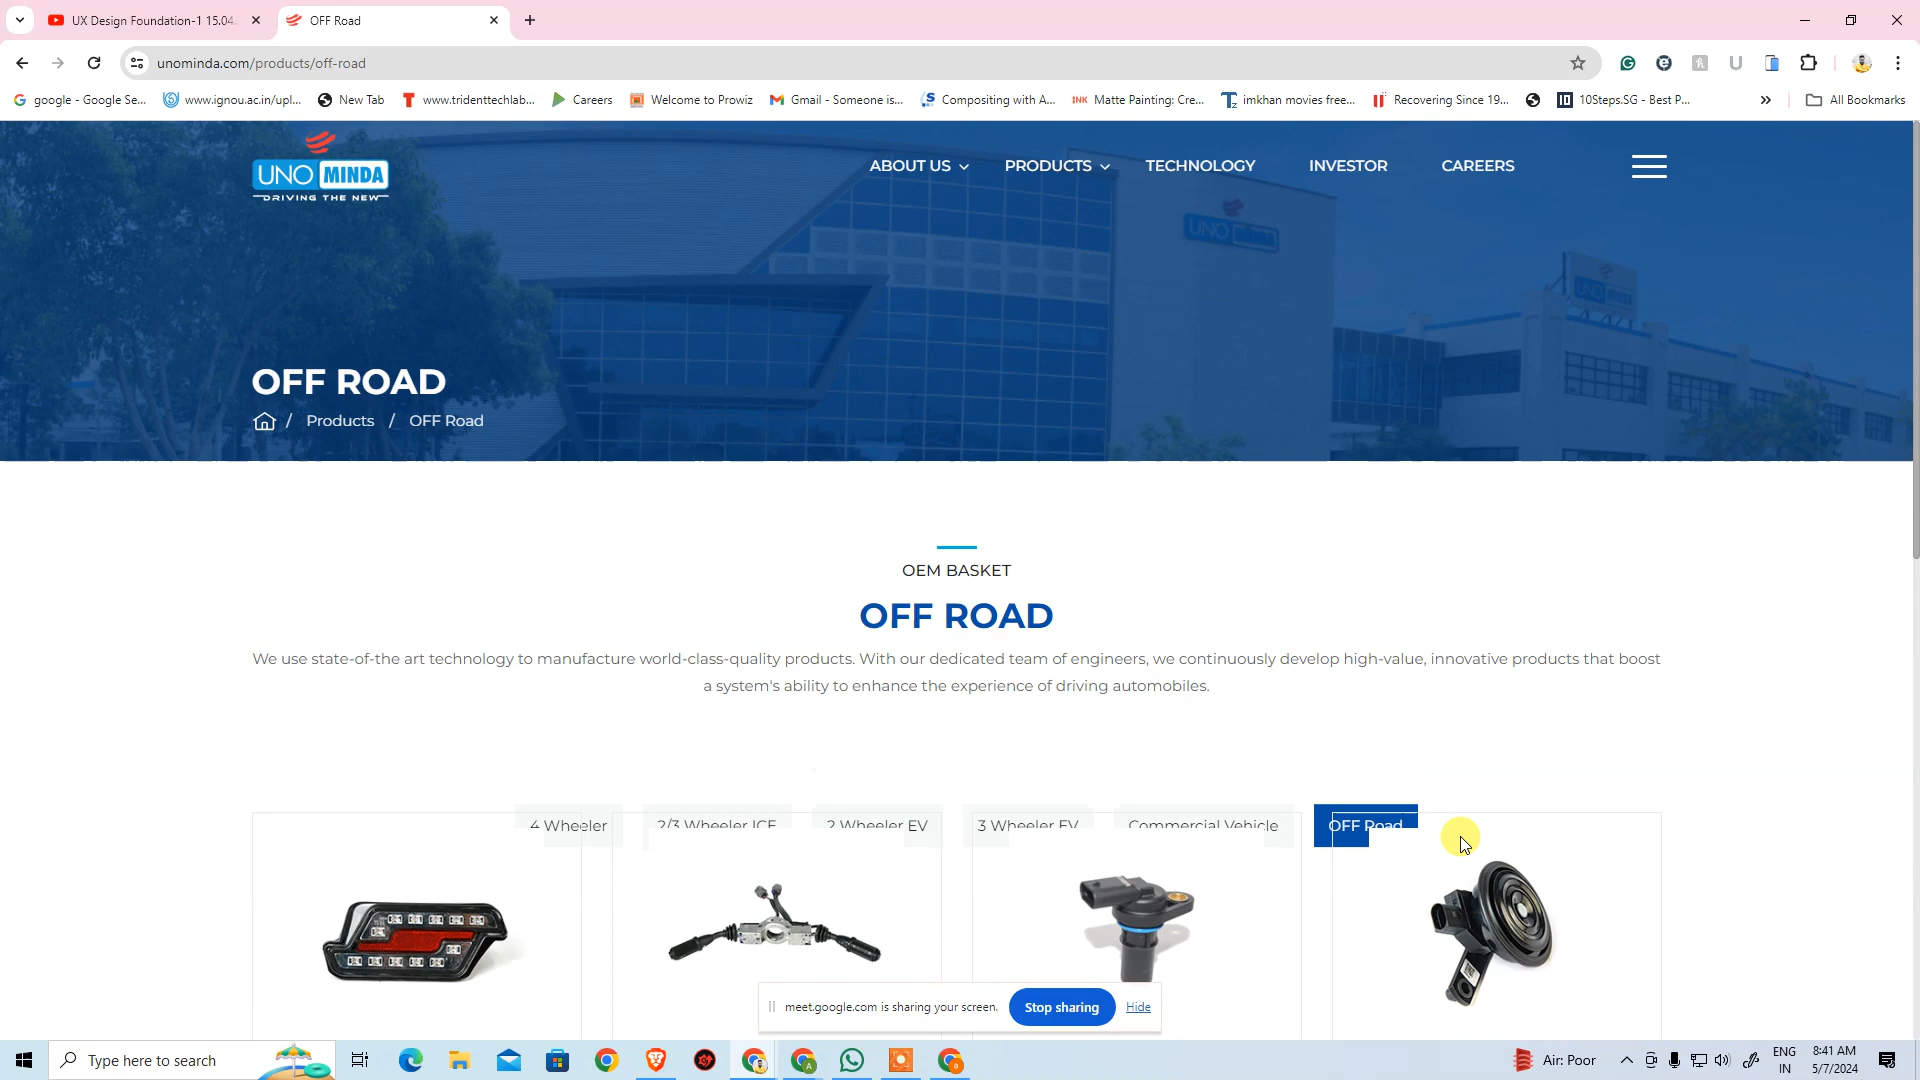 UX Design Foundation-1 15.04.
OFF Road
unominda.com/products/off-road
google - Google Se...
www.ignou.ac.in/upl...
New Tab
www.tridenttechlab...
Careers
Welcome to Prowiz
Gmail - Someone is...
Compositing with A...
INK Matte Painting: Cre...
imkhan movies free...
Recovering Since 19...
10Steps.SG - Best P...
All Bookmarks
UNO MINDA
DRIVING THE NEW
ABOUT US
PRODUCTS
TECHNOLOGY
INVESTOR
CAREERS
OFF ROAD
/ Products / OFF Road
OEM BASKET
OFF ROAD
We use state-of-the art technology to manufacture world-class-quality products. With our dedicated team of engineers, we continuously develop high-value, innovative products that boost
a system's ability to enhance the experience of driving automobiles.
4 Wheeler
2/3 Wheeler ICE
2 Wheeler EV
3 Wheeler EV
Commercial Vehicle
OFF Road
meet.google.com is sharing your screen.
Stop sharing
Hide
Type here to search
Air: Poor
ENG
IN
8:41 AM
5/7/2024